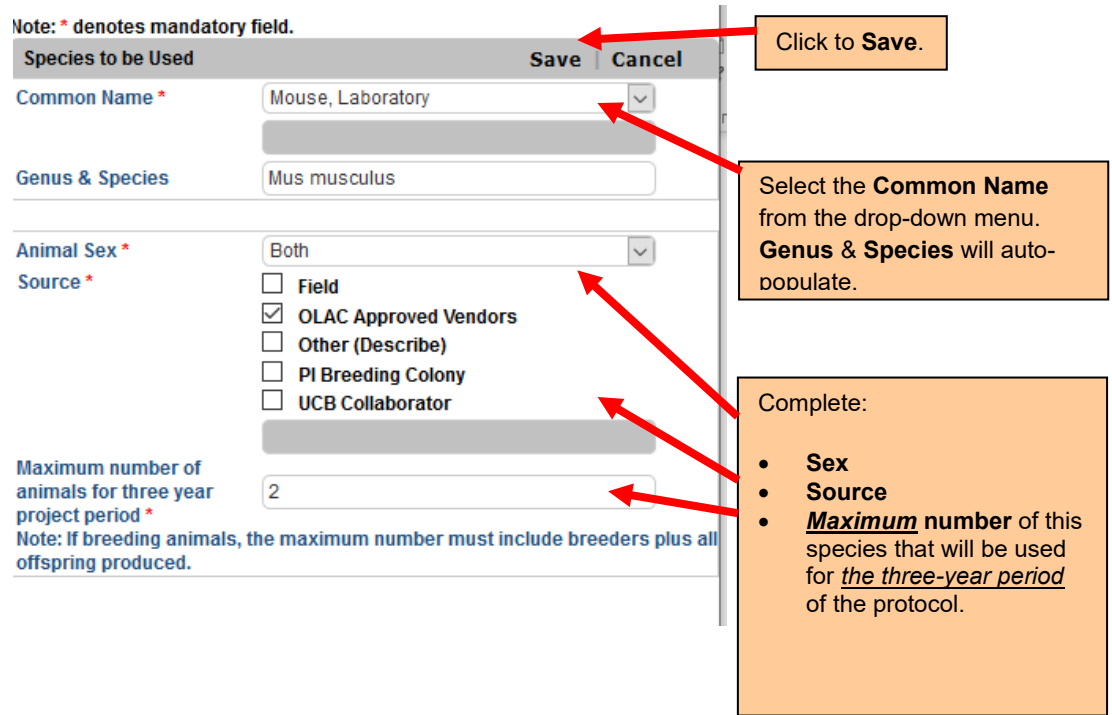 Note: * denotes mandatory field.
Species to be Used Save | Cancel
Common Name * Mouse, Laboratory
Genus & Species Mus musculus
Animal Sex * Both
Source * Field
OLAC Approved Vendors
Other (Describe)
PI Breeding Colony
UCB Collaborator
Maximum number of
animals for three year 2
project period *
Note: If breeding animals, the maximum number must include breeders plus all
offspring produced.
Click to Save.
Select the Common Name
from the drop-down menu.
Genus & Species will auto-
populate.
Complete:
• Sex
• Source
• Maximum number of this
species that will be used
for the three-year period
of the protocol.